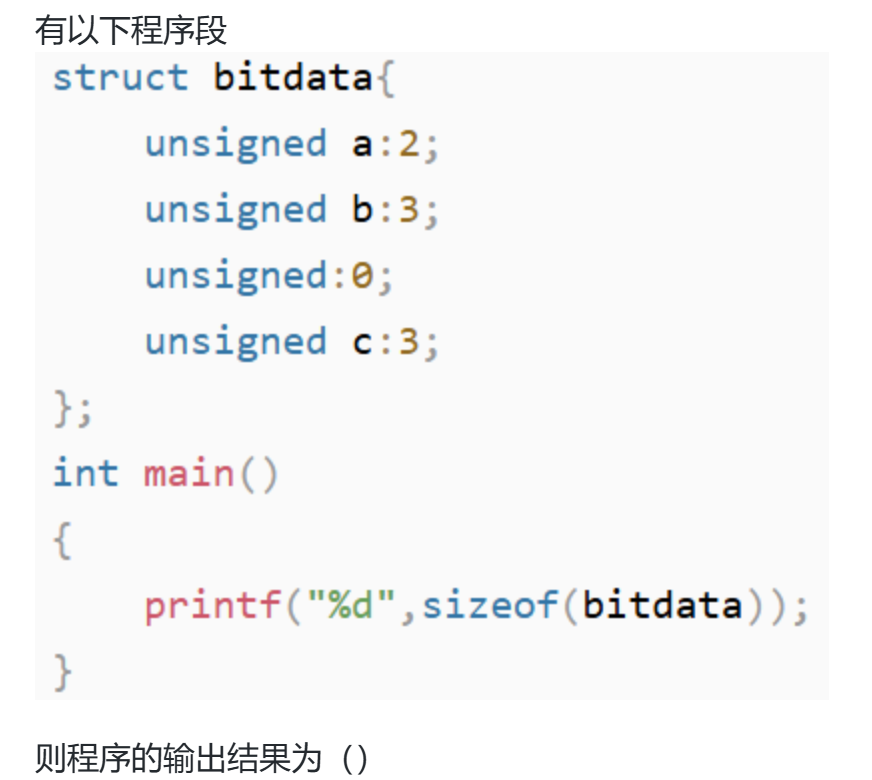 有以下程序段
struct bitdata{
    unsigned a:2;
    unsigned b:3;
    unsigned:0;
    unsigned c:3;
};
int main()
{
    printf("%d",sizeof(bitdata));
}
则程序的输出结果为（）